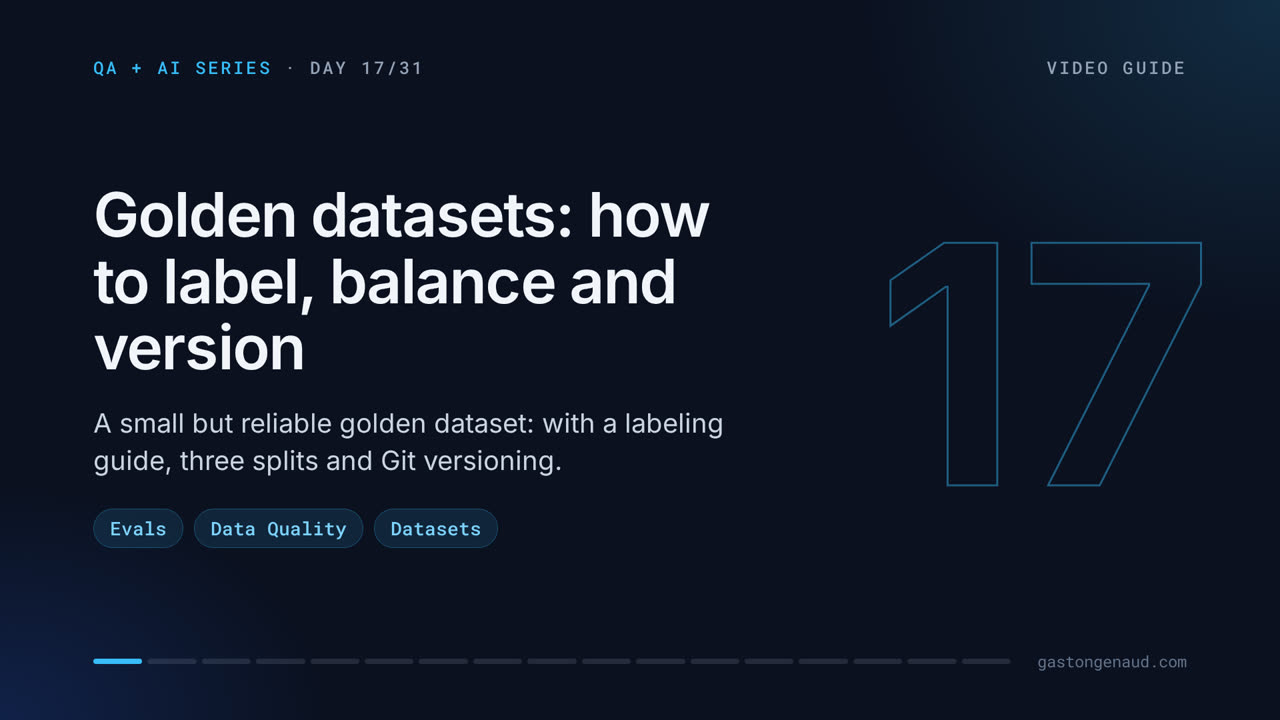 QA + AI SERIES · DAY 17/31
VIDEO GUIDE
Golden datasets: how
to label, balance and
version
17
A small but reliable golden dataset: with a labeling
guide, three splits and Git versioning.
Evals
Data Quality
Datasets
gastongenaud.com